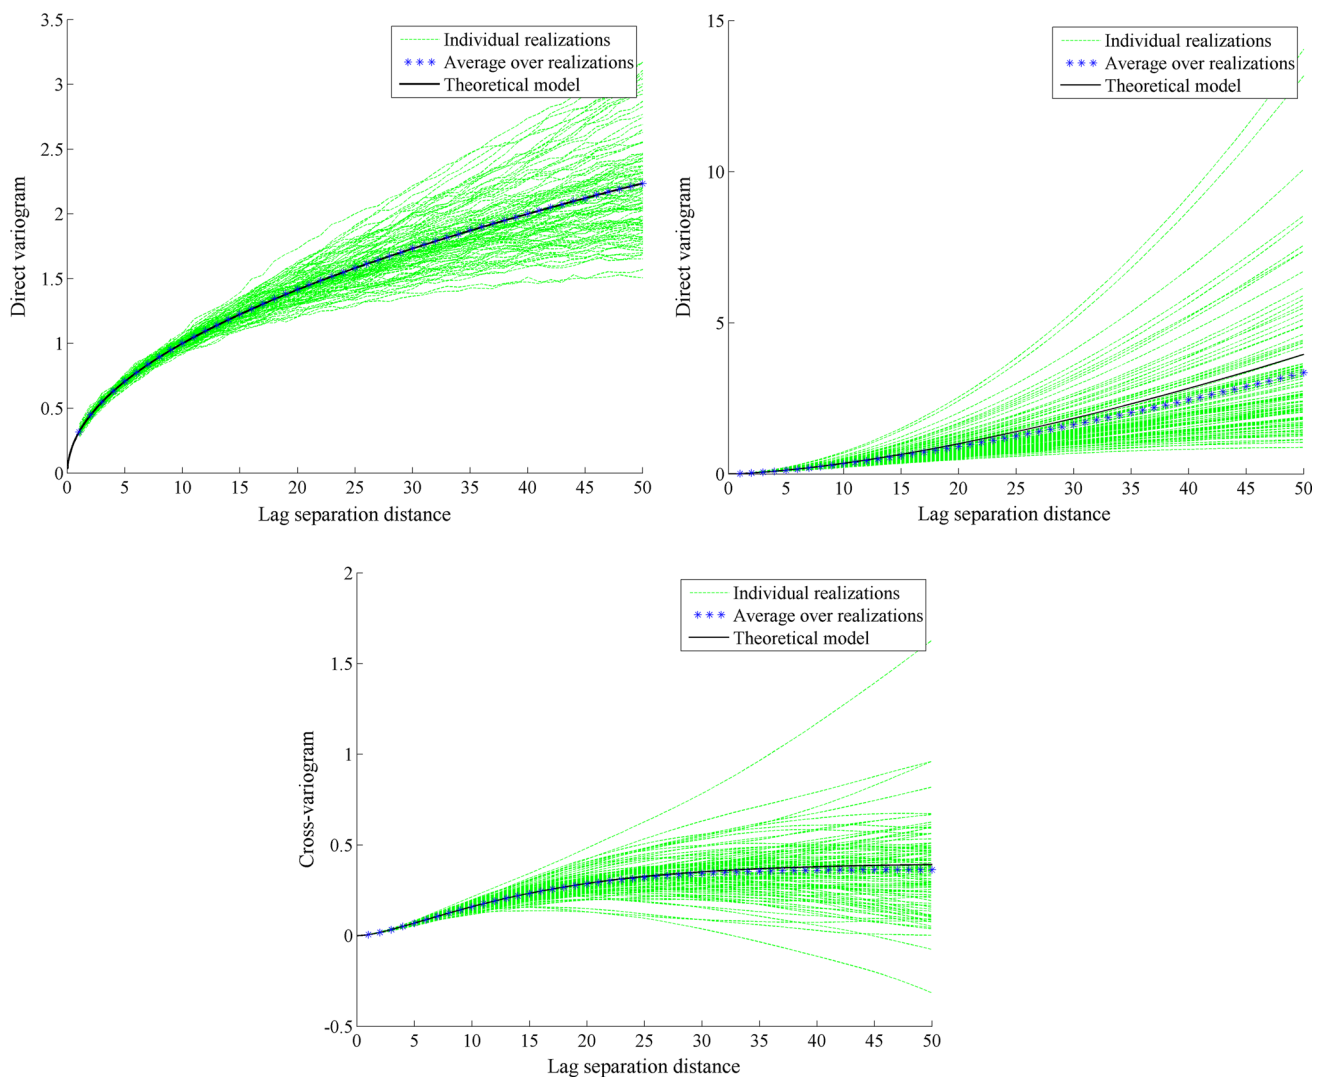 3.5
3
2.5
2
1.5
1
0.5
0
Direct variogram
Individual realizations
Average over realizations
Theoretical model
0 5 10 15 20 25 30 35 40 45 50
Lag separation distance
15
10
5
0
Direct variogram
Individual realizations
Average over realizations
Theoretical model
0 5 10 15 20 25 30 35 40 45 50
Lag separation distance
2
1.5
1
0.5
0
-0.5
Cross-variogram
Individual realizations
Average over realizations
Theoretical model
0 5 10 15 20 25 30 35 40 45 50
Lag separation distance